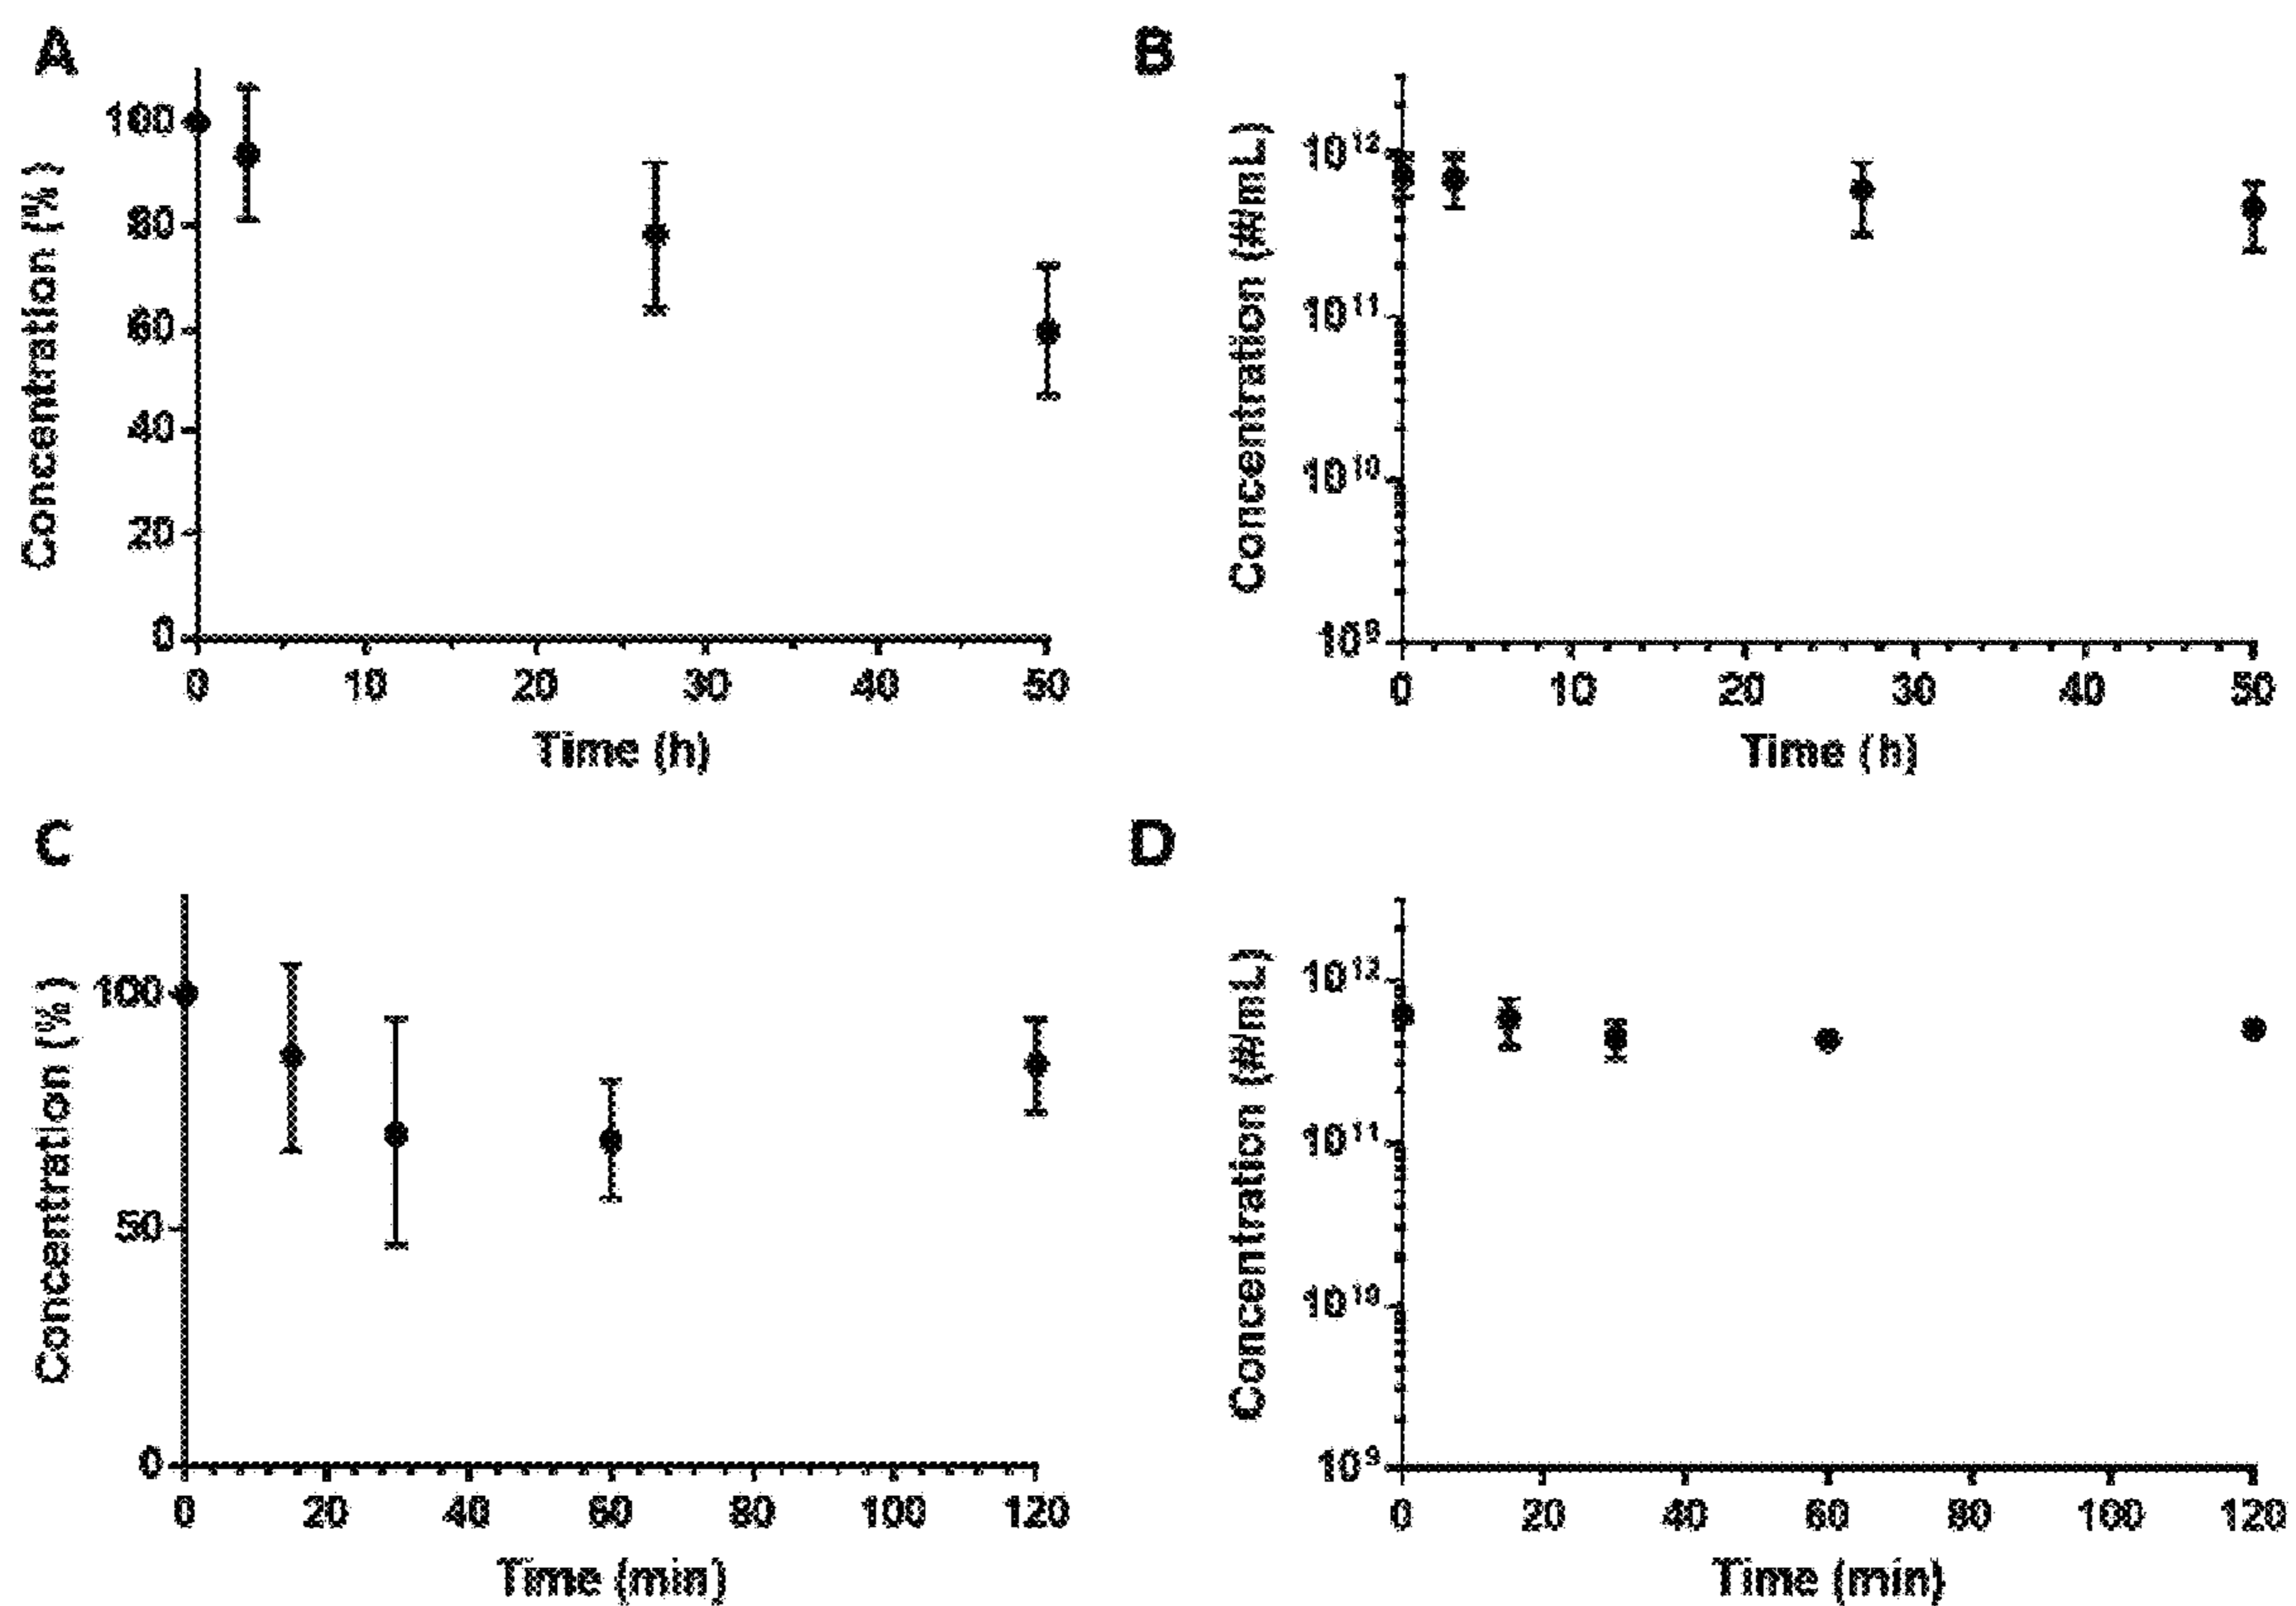 A
Concentration (%)
100
80
60
40
20
0
0 10 20 30 40 50
Time (h)
B
Concentration (#/mL)
10¹²
10¹¹
10¹⁰
10⁹
0 10 20 30 40 50
Time (h)
C
Concentration (%)
100
50
0
0 20 40 60 80 100 120
Time (min)
D
Concentration (#/mL)
10¹²
10¹¹
10¹⁰
10⁹
0 20 40 60 80 100 120
Time (min)